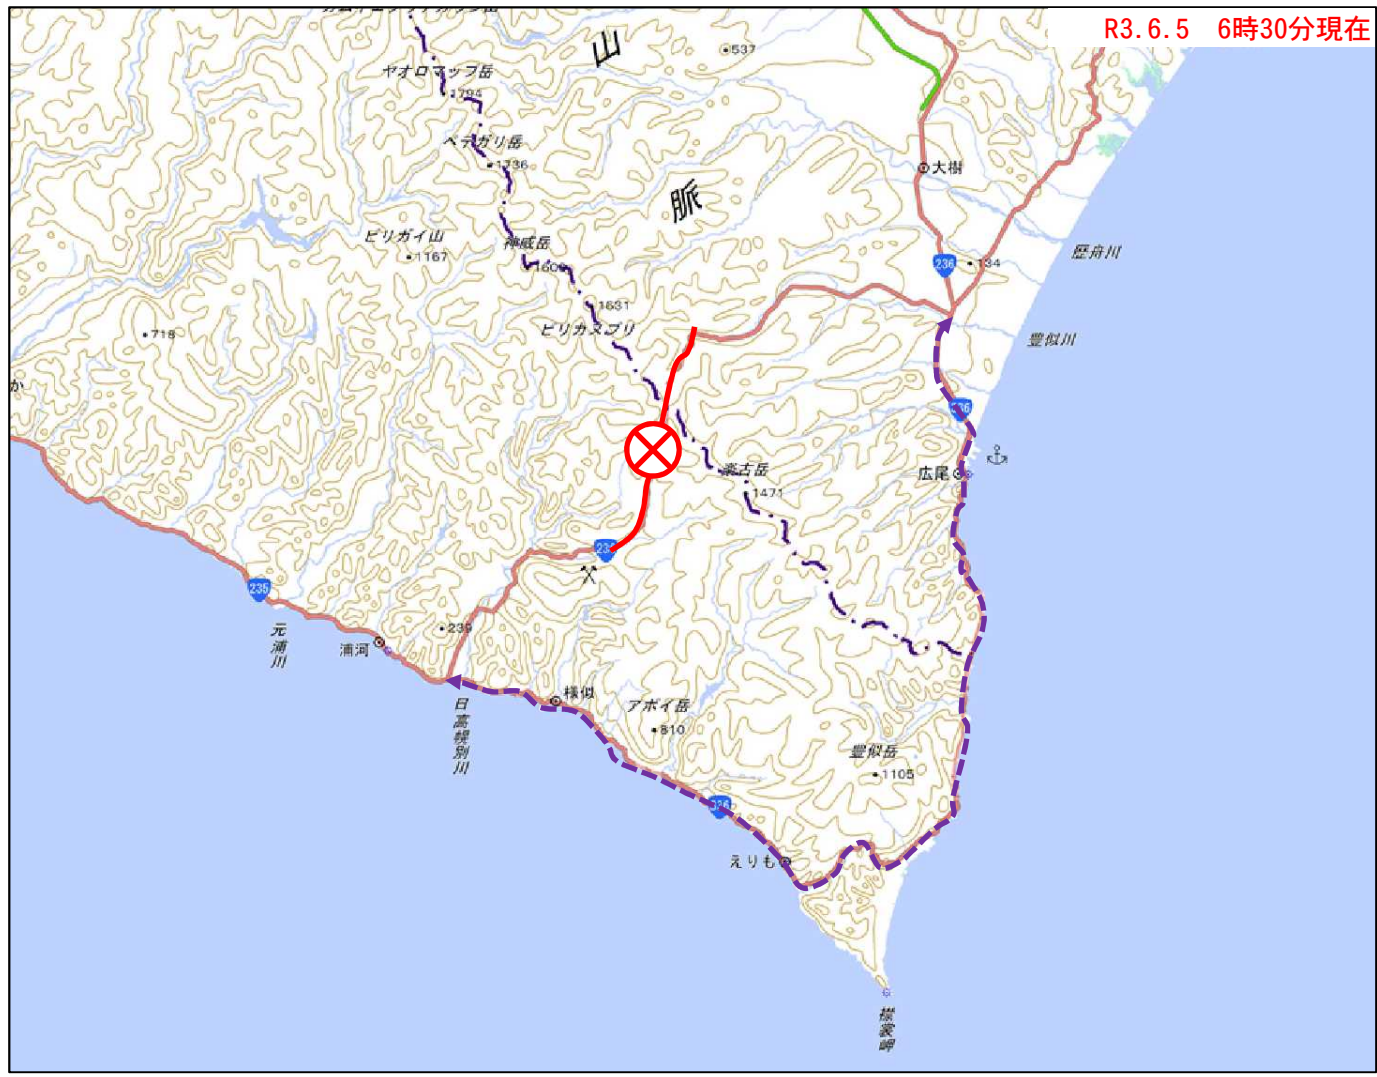 R3.6.5　6時30分現在
山
・537
ヤオロマップ岳
・1794
ペテガリ岳
・1736
大樹
脈
ピリガイ山
・1167
神威岳
・1600
236
・134
歴舟川
・1631
ピリカヌプリ
・718
豊似川
か
広尾
楽古岳
・1471
235
元浦川
・239
浦河
様似
アポイ岳
・810
日高幌別川
豊似岳
・1105
えりも
襟裳岬